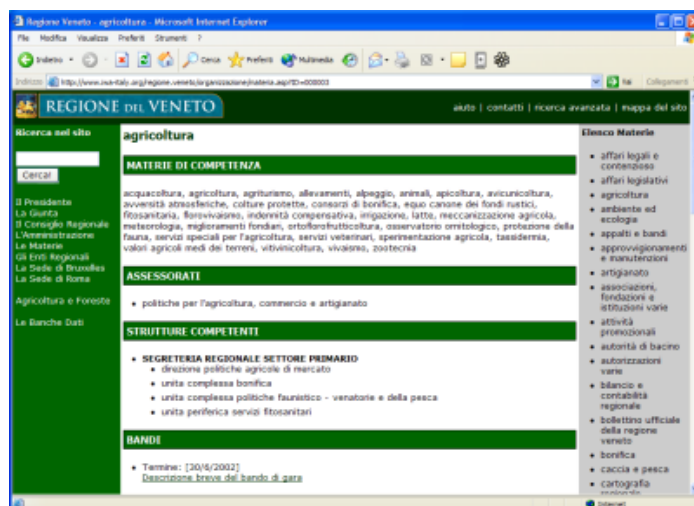 Regione Veneto - agricoltura - Microsoft Internet Explorer
File Modifica Visualizza Preferiti Strumenti ?
Indietro Cerca Preferiti Multimedia
Indirizzo Vai Collegamenti
REGIONE DEL VENETO
aiuto | contatti | ricerca avanzata | mappa del sito
Ricerca nel sito
Cerca!
Il Presidente
La Giunta
Il Consiglio Regionale
L'Amministrazione
Le Materie
Gli Enti Regionali
La Sede di Bruxelles
La Sede di Roma
Agricoltura e Foreste
Le Banche Dati
agricoltura
MATERIE DI COMPETENZA
acquacoltura, agricoltura, agriturismo, allevamenti, alpeggio, animali, apicoltura, avicunicoltura,
avversità atmosferiche, colture protette, consorzi di bonifica, equo canone dei fondi rustici,
fitosanitaria, florovivaismo, indennità compensativa, irrigazione, latte, meccanizzazione agricola,
meteorologia, miglioramenti fondiari, ortoflorofrutticoltura, osservatorio ornitologico, protezione della
fauna, servizi speciali per l'agricoltura, servizi veterinari, sperimentazione agricola, tassidermia,
valori agricoli medi dei terreni, vitivinicoltura, vivaismo, zootecnia
ASSESSORATI
• politiche per l'agricoltura, commercio e artigianato
STRUTTURE COMPETENTI
• SEGRETERIA REGIONALE SETTORE PRIMARIO
• direzione politiche agricole di mercato
• unita complessa bonifica
• unita complessa politiche faunistico - venatorie e della pesca
• unita periferica servizi fitosanitari
BANDI
• Termine: [30/6/2002]
Descrizione breve del bando di gara
Elenco Materie
• affari legali e
contenzioso
• affari legislativi
• agricoltura
• ambiente ed
ecologia
• appalti e bandi
• approvvigionamenti
e manutenzioni
• artigianato
• associazioni,
fondazioni e
istituzioni varie
• attività
promozionali
• autorità di bacino
• autorizzazioni
varie
• bilancio e
contabilità
regionale
• bollettino ufficiale
della regione
veneto
• bonifica
• caccia e pesca
• cartografia
regionale
Internet